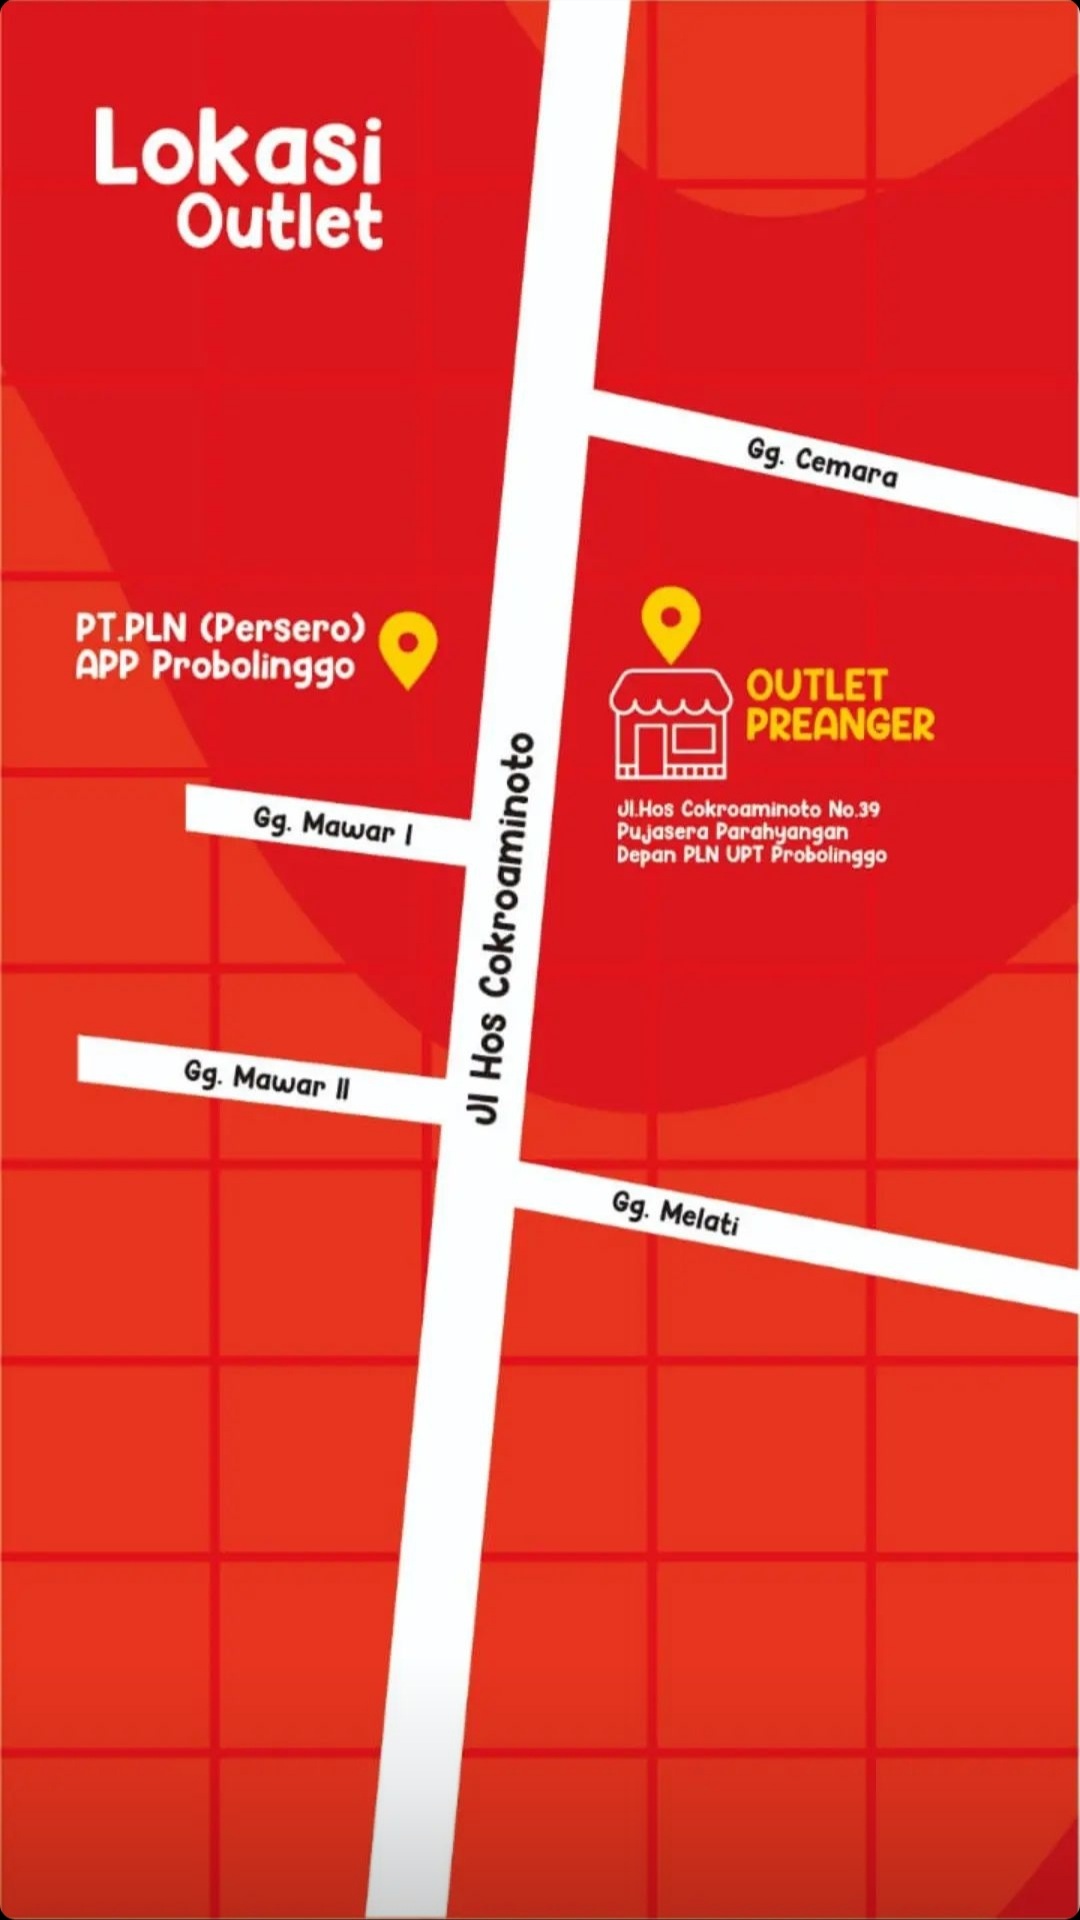 Lokasi
Outlet
Gg. Cemara
PT.PLN (Persero)
APP Probolinggo
OUTLET
PREANGER
Jl.Hos Cokroaminoto No.39
Pujasera Parahyangan
Depan PLN UPT Probolinggo
Gg. Mawar I
Jl Hos Cokroaminoto
Gg. Mawar II
Gg. Melati